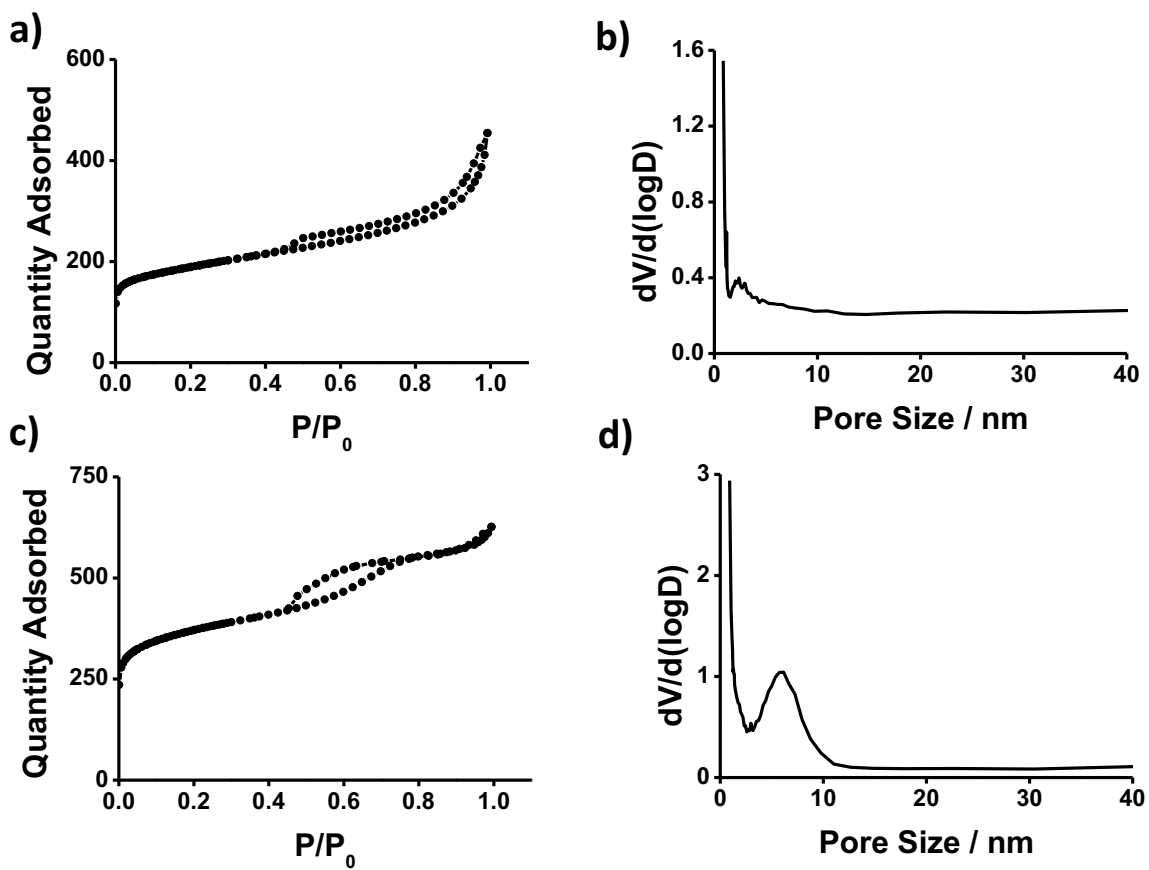 a)
Quantity Adsorbed
600
400
200
0
0.0 0.2 0.4 0.6 0.8 1.0
P/P₀
b)
dV/d(logD)
1.6
1.2
0.8
0.4
0.0
0 10 20 30 40
Pore Size / nm
c)
Quantity Adsorbed
750
500
250
0
0.0 0.2 0.4 0.6 0.8 1.0
P/P₀
d)
dV/d(logD)
3
2
1
0
0 10 20 30 40
Pore Size / nm